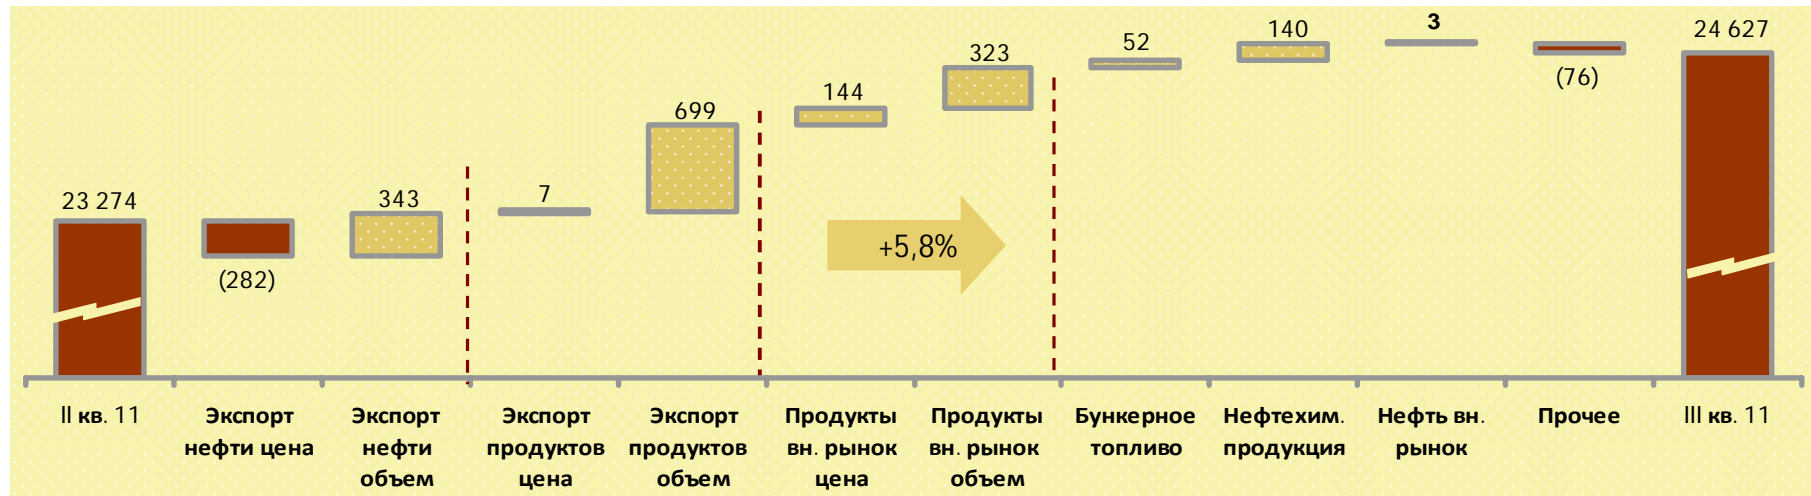 23 274
(282)
343
7
699
144
323
52
140
3
(76)
24 627
+5,8%
II кв. 11
Экспорт
нефти цена
Экспорт
нефти
объем
Экспорт
продуктов
цена
Экспорт
продуктов
объем
Продукты
вн. рынок
цена
Продукты
вн. рынок
объем
Бункерное
топливо
Нефтехим.
продукция
Нефть вн.
рынок
Прочее
III кв. 11